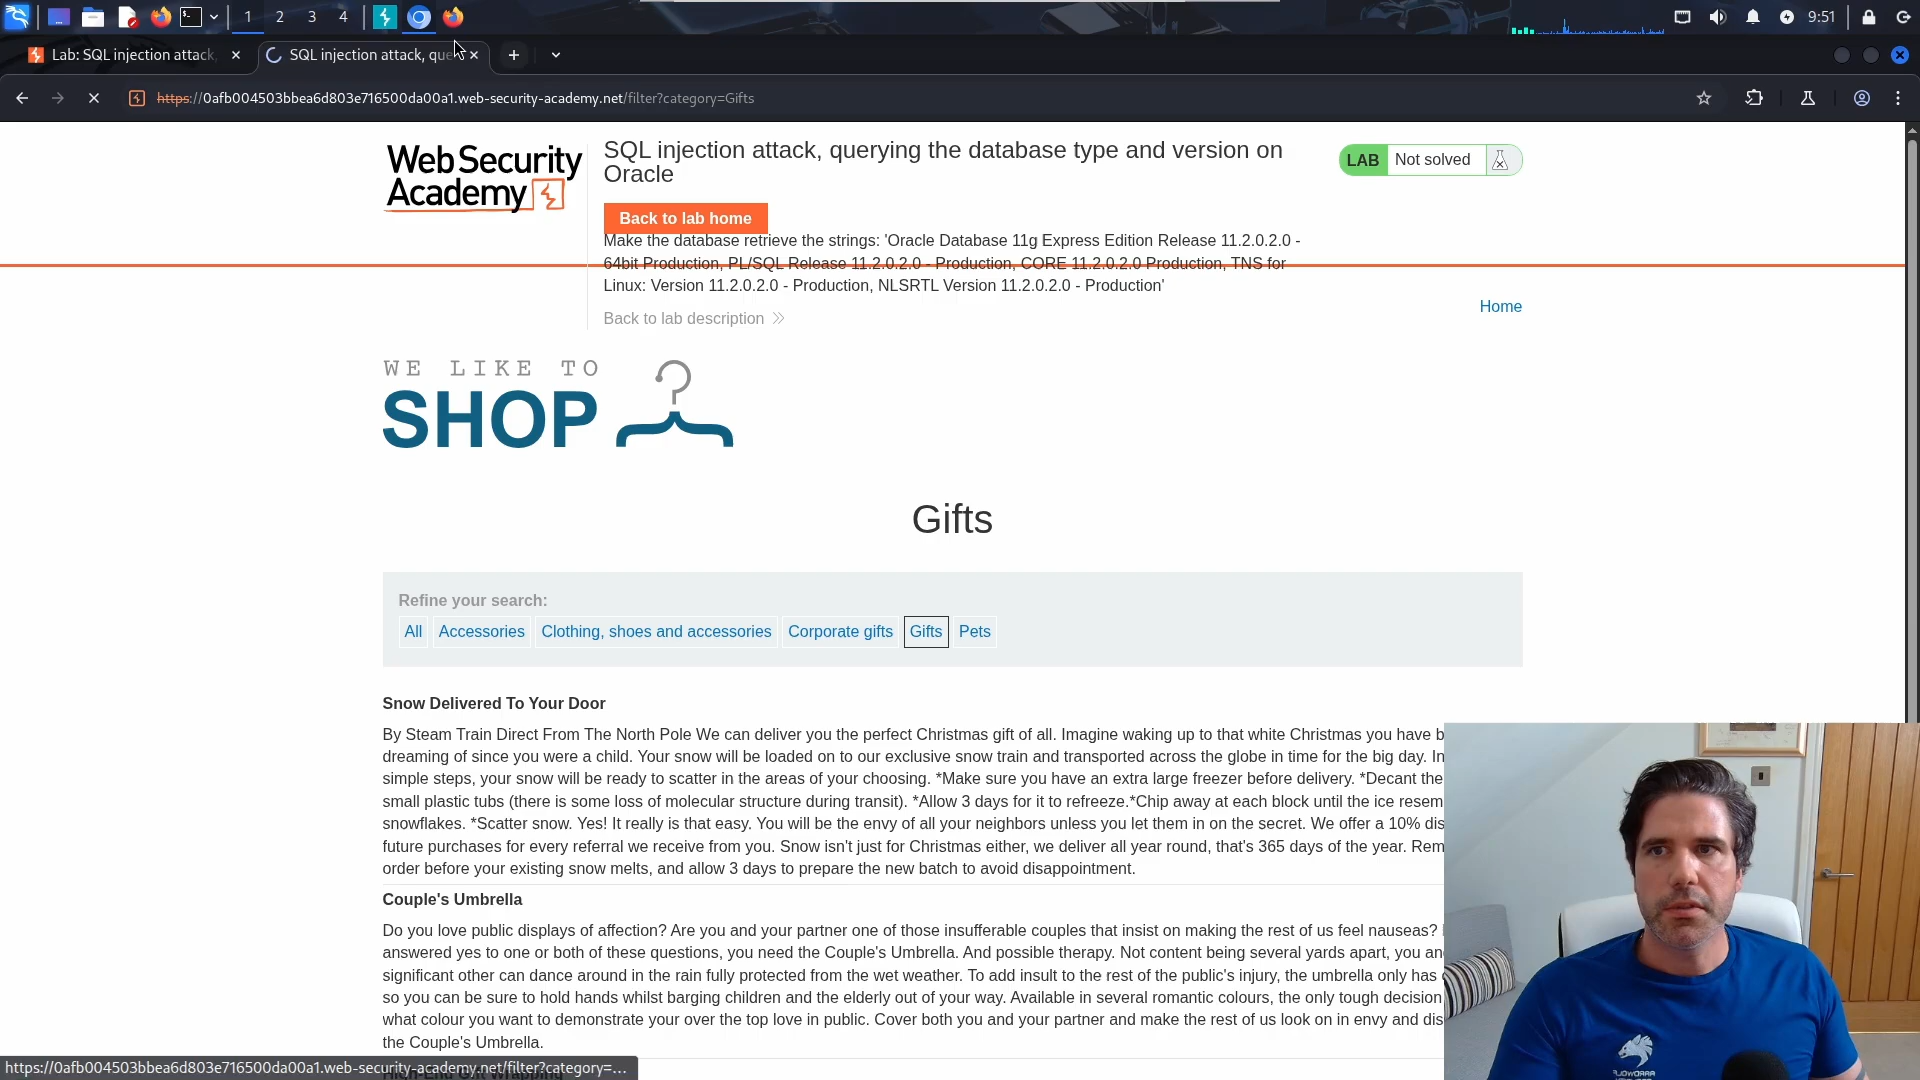 1 2 3 4
9:51
Lab: SQL injection attack,
SQL injection attack, que
https://0afb004503bbea6d803e716500da00a1.web-security-academy.net/filter?category=Gifts
WebSecurity
Academy
SQL injection attack, querying the database type and version on
Oracle
LAB Not solved
Back to lab home
Make the database retrieve the strings: 'Oracle Database 11g Express Edition Release 11.2.0.2.0 -
64bit Production, PL/SQL Release 11.2.0.2.0 - Production, CORE 11.2.0.2.0 Production, TNS for
Linux: Version 11.2.0.2.0 - Production, NLSRTL Version 11.2.0.2.0 - Production'
Back to lab description
Home
WE LIKE TO
SHOP
Gifts
Refine your search:
All Accessories Clothing, shoes and accessories Corporate gifts Gifts Pets
Snow Delivered To Your Door
By Steam Train Direct From The North Pole We can deliver you the perfect Christmas gift of all. Imagine waking up to that white Christmas you have b
dreaming of since you were a child. Your snow will be loaded on to our exclusive snow train and transported across the globe in time for the big day. In
simple steps, your snow will be ready to scatter in the areas of your choosing. *Make sure you have an extra large freezer before delivery. *Decant the
small plastic tubs (there is some loss of molecular structure during transit). *Allow 3 days for it to refreeze.*Chip away at each block until the ice resem
snowflakes. *Scatter snow. Yes! It really is that easy. You will be the envy of all your neighbors unless you let them in on the secret. We offer a 10% dis
future purchases for every referral we receive from you. Snow isn't just for Christmas either, we deliver all year round, that's 365 days of the year. Rem
order before your existing snow melts, and allow 3 days to prepare the new batch to avoid disappointment.
Couple's Umbrella
Do you love public displays of affection? Are you and your partner one of those insufferable couples that insist on making the rest of us feel nauseas?
answered yes to one or both of these questions, you need the Couple's Umbrella. And possible therapy. Not content being several yards apart, you an
significant other can dance around in the rain fully protected from the wet weather. To add insult to the rest of the public's injury, the umbrella only has
so you can be sure to hold hands whilst barging children and the elderly out of your way. Available in several romantic colours, the only tough decision
what colour you want to demonstrate your over the top love in public. Cover both you and your partner and make the rest of us look on in envy and dis
the Couple's Umbrella.
https://0afb004503bbea6d803e716500da00a1.web-security-academy.net/filter?category=...